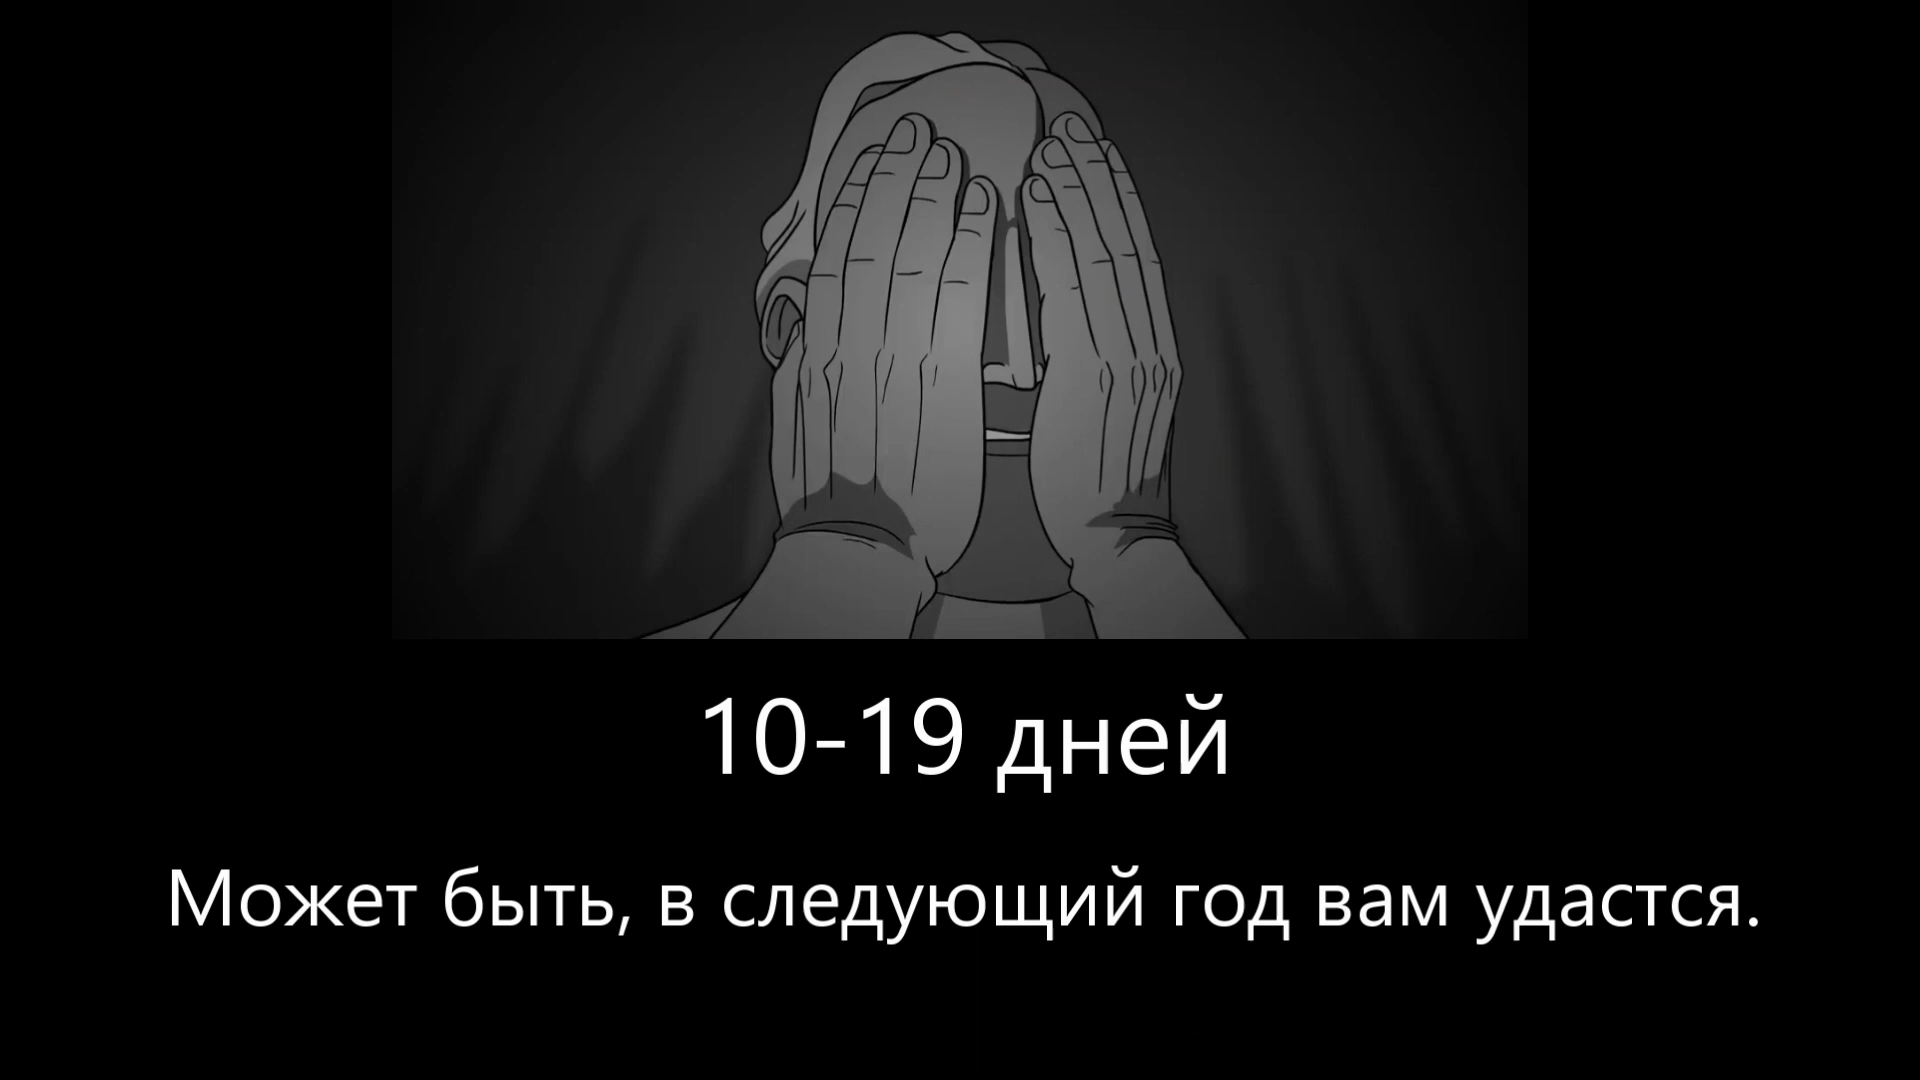 10-19 дней
Может быть, в следующий год вам удастся.